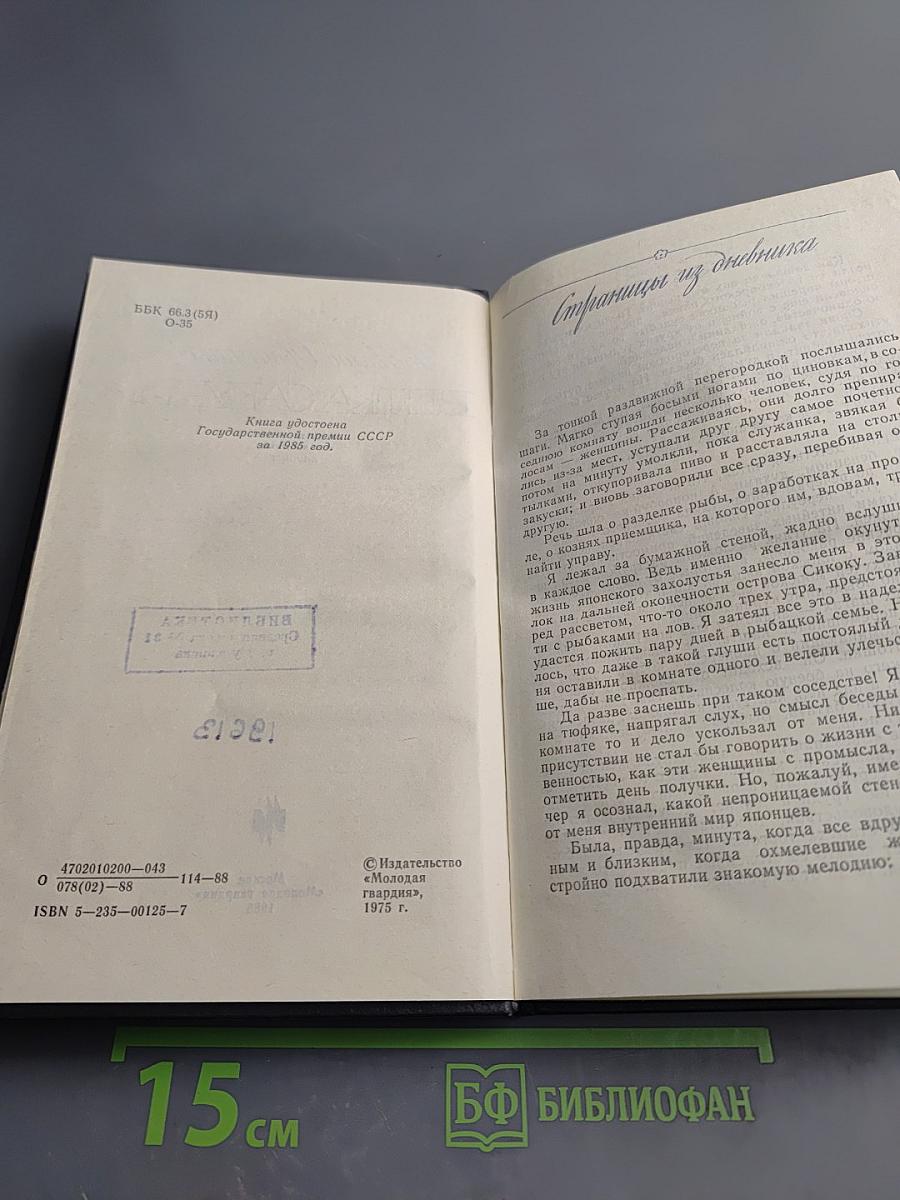 ББК 66.3(5Я)
О-35
Книга удостоена
Государственной премии СССР
за 1985 год.
БИБЛИОТЕКА
Средняя
19613
О 4702010200—043
078(02)—88
114—88
ISBN 5—235—00125—7
© Издательство
«Молодая
гвардия»,
1975 г.
Страницы из дневника
За тонкой раздвижной перегородкой послышались
шаги. Мягко ступая босыми ногами по циновкам, в со-
седнюю комнату вошли несколько человек, судя по го-
лосам — женщины. Рассаживаясь, они долго препира-
лись из-за мест, уступали друг другу самое почетно
потом на минуту умолкли, пока служанка, звякая б
тылками, откупоривала пиво и расставляла на стол
закуски; и вновь заговорили все сразу, перебивая о
другую.
Речь шла о разделке рыбы, о заработках на про
ле, о кознях приемщика, на которого им, вдовам, тр
найти управу.
Я лежал за бумажной стеной, жадно вслуш
в каждое слово. Ведь именно желание окунут
жизнь японского захолустья занесло меня в это
лок на дальней оконечности острова Сикоку. Зав
ред рассветом, что-то около трех утра, предстоя
ти с рыбаками на лов. Я затеял все это в надеж
удастся пожить пару дней в рыбацкой семье. Н
лось, что даже в такой глуши есть постоялый
ня оставили в комнате одного и велели улечьс
ше, дабы не проспать.
Да разве заснешь при таком соседстве! Я
на тюфяке, напрягал слух, но смысл беседы
комнате то и дело ускользал от меня. Ни
присутствии не стал бы говорить о жизни с
венностью, как эти женщины с промысла,
отметить день получки. Но, пожалуй, име
чер я осознал, какой непроницаемой стен
от меня внутренний мир японцев.
Была, правда, минута, когда все вдру
ным и близким, когда охмелевшие ж
стройно подхватили знакомую мелодию:
15 см
БФ БИБЛИОФАН